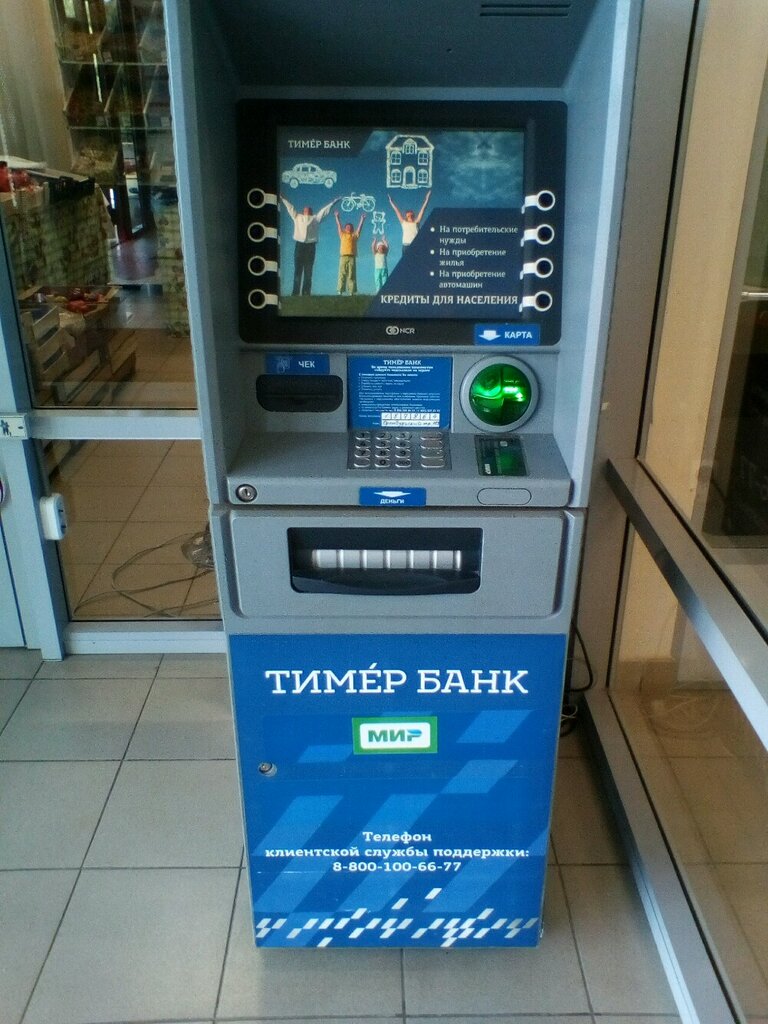 ТИМЕ́Р БАНК
• На потребительские
нужды
• На приобретение
жилья
• На приобретение
автомашин
КРЕДИТЫ ДЛЯ НАСЕЛЕНИЯ
NCR
КАРТА
ЧЕК
ТИМЕ́Р БАНК
ДЕНЬГИ
ТИМЕ́Р БАНК
МИР
Телефон
клиентской службы поддержки:
8-800-100-66-77